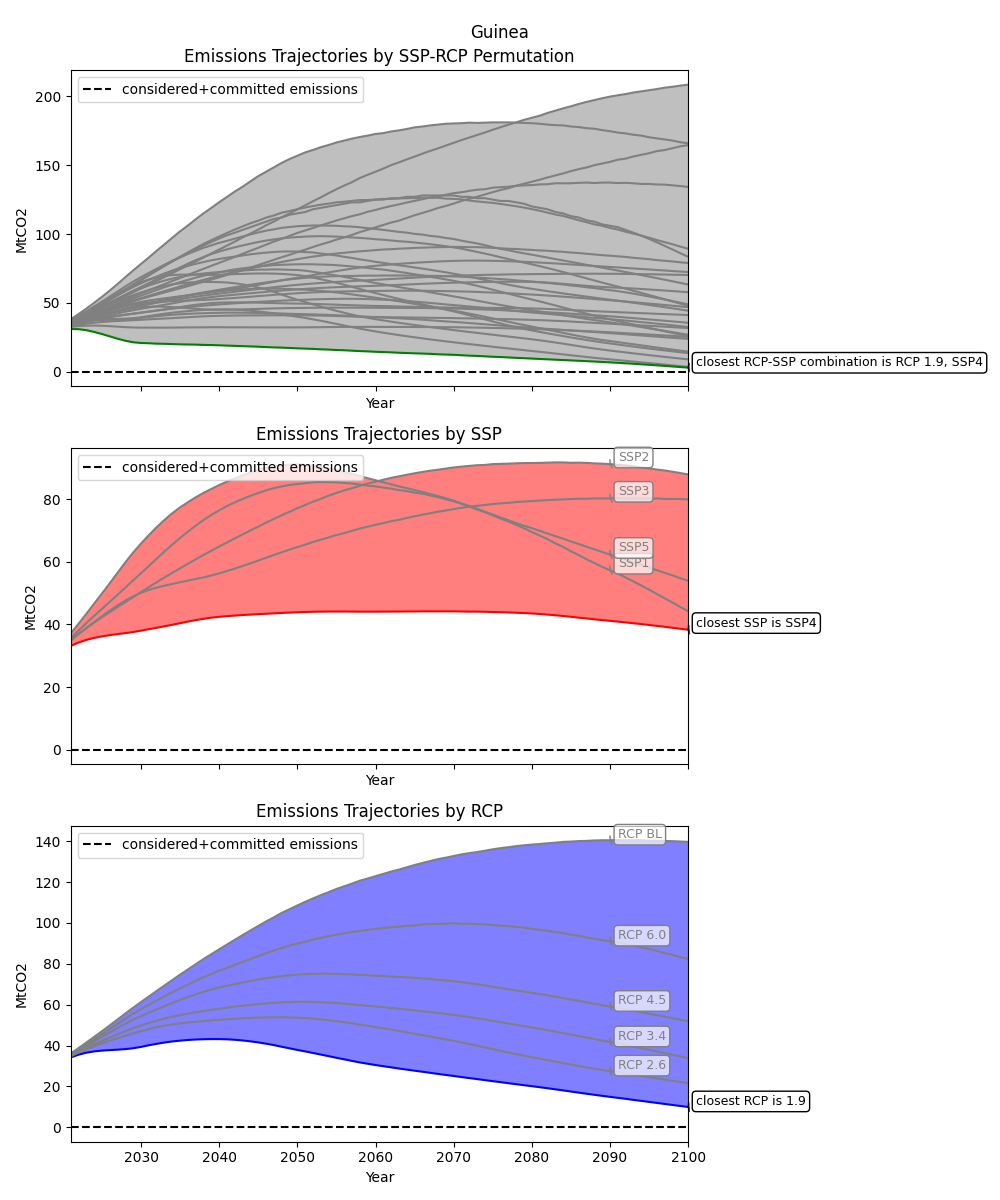 Guinea
Emissions Trajectories by SSP-RCP Permutation
considered+committed emissions
200
150
100
50
0
MtCO2
Year
closest RCP-SSP combination is RCP 1.9, SSP4
Emissions Trajectories by SSP
considered+committed emissions
SSP2
SSP3
SSP5
SSP1
80
60
40
20
0
MtCO2
Year
closest SSP is SSP4
Emissions Trajectories by RCP
considered+committed emissions
RCP BL
RCP 6.0
RCP 4.5
RCP 3.4
RCP 2.6
140
120
100
80
60
40
20
0
MtCO2
closest RCP is 1.9
2030 2040 2050 2060 2070 2080 2090 2100
Year